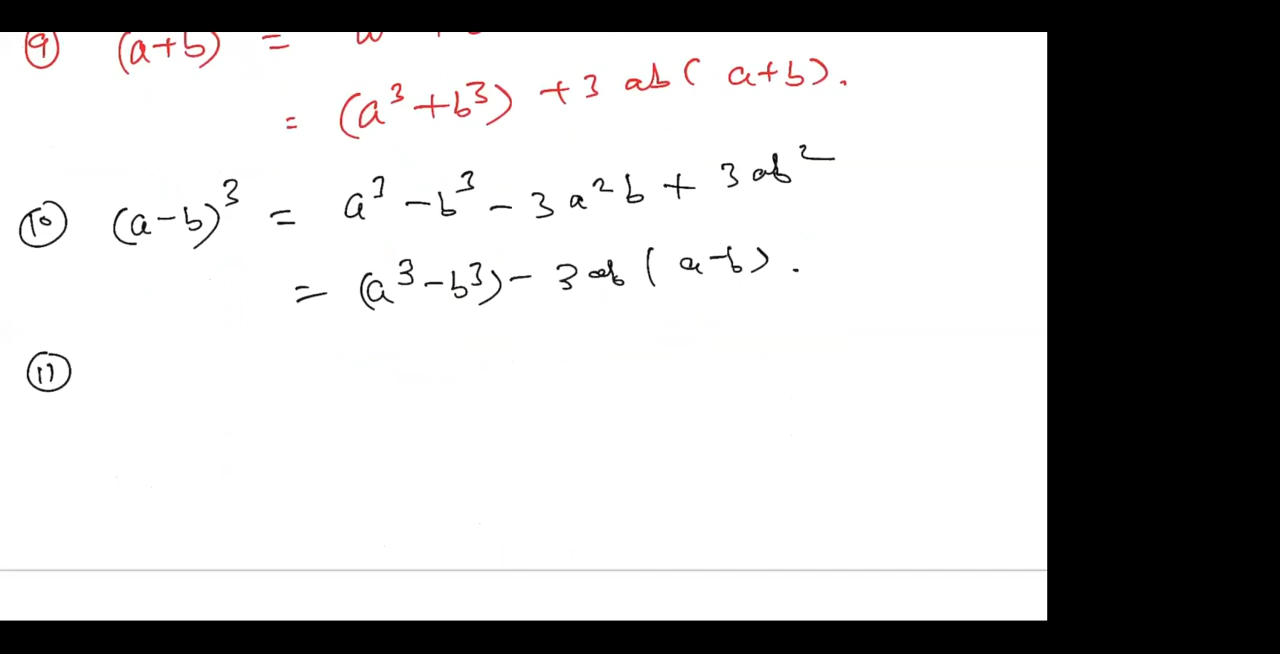 ⑨ (a+b) =
= (a³+b³) + 3ab(a+b).
⑩ (a-b)³ = a³ - b³ - 3a²b + 3ab²
= (a³-b³) - 3ab(a-b).
⑪